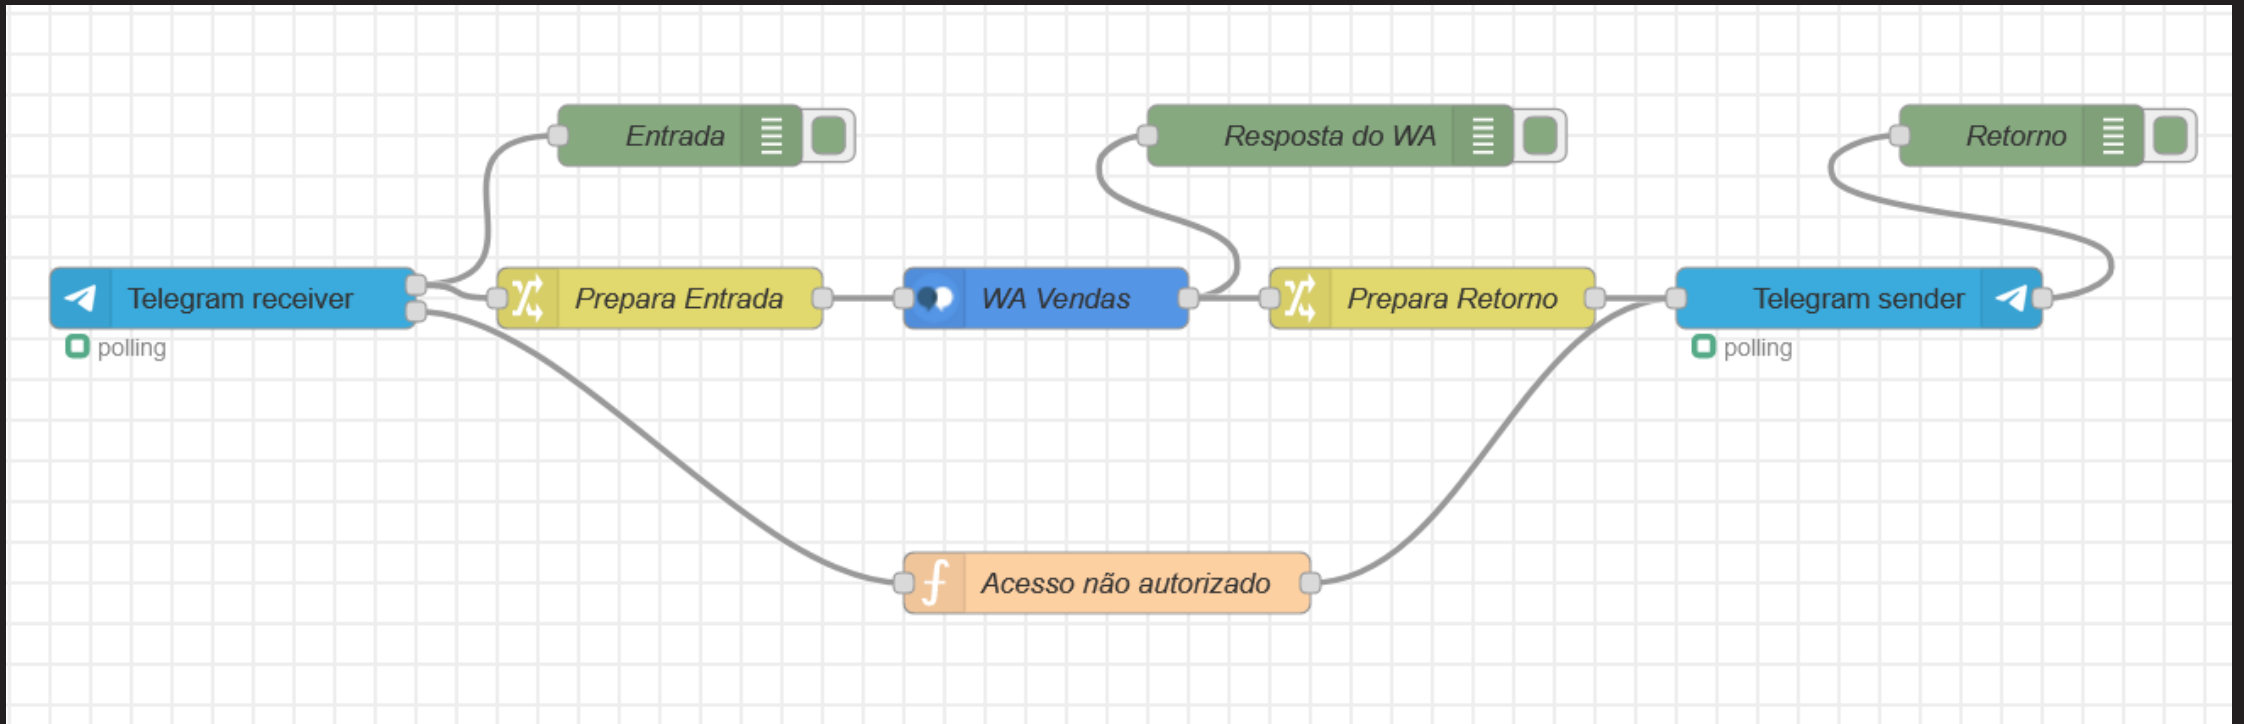 Entrada
Resposta do WA
Retorno
Telegram receiver
Prepara Entrada
WA Vendas
Prepara Retorno
Telegram sender
polling
polling
Acesso não autorizado